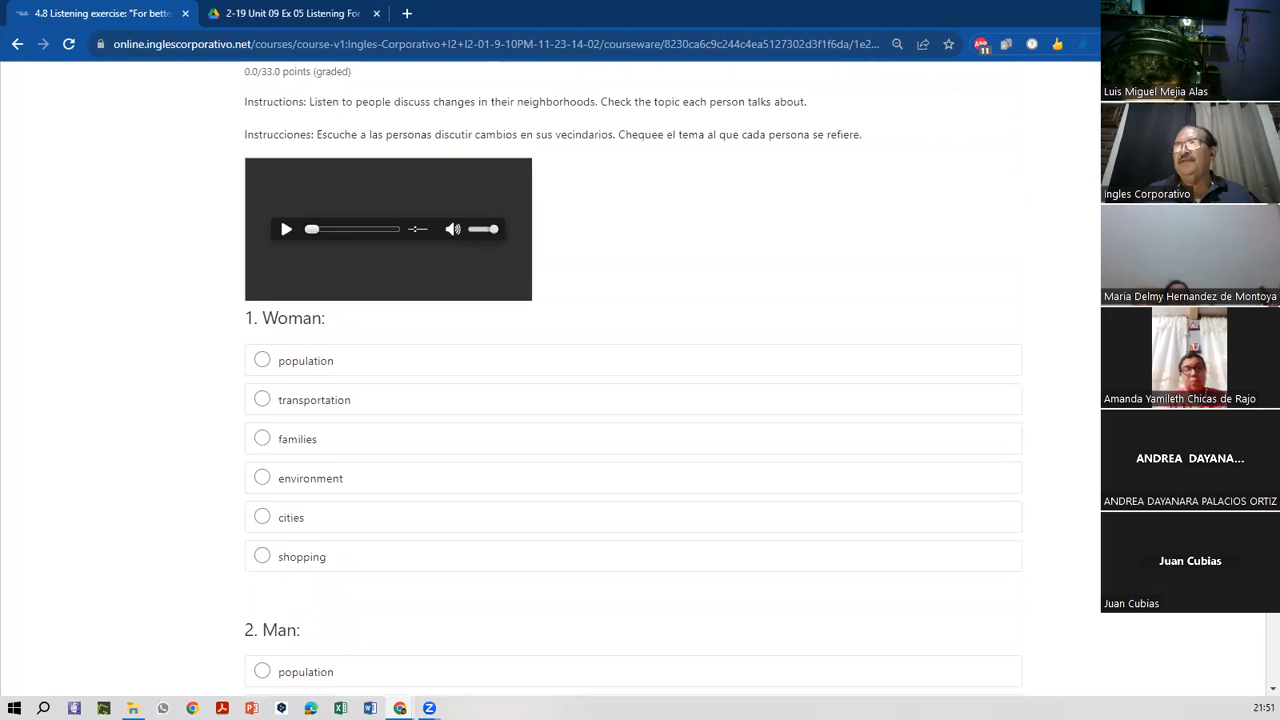 4.8 Listening exercise: "For bette
2-19 Unit 09 Ex 05 Listening For
online.inglescorporativo.net/courses/course-v1:Ingles-Corporativo+I2+I2-01-9-10PM-11-23-14-02/courseware/8230ca6c9c244c4ea5127302d3f1f6da/1e2...
11
0.0/33.0 points (graded)
Instructions: Listen to people discuss changes in their neighborhoods. Check the topic each person talks about.
Instrucciones: Escuche a las personas discutir cambios en sus vecindarios. Chequee el tema al que cada persona se refiere.
-:-
1. Woman:
population
transportation
families
environment
cities
shopping
2. Man:
population
Luis Miguel Mejia Alas
Ingles Corporativo
Maria Delmy Hernandez de Montoya
Amanda Yamileth Chicas de Rajo
ANDREA DAYANA...
ANDREA DAYANARA PALACIOS ORTIZ
Juan Cubias
Juan Cubias
21:51